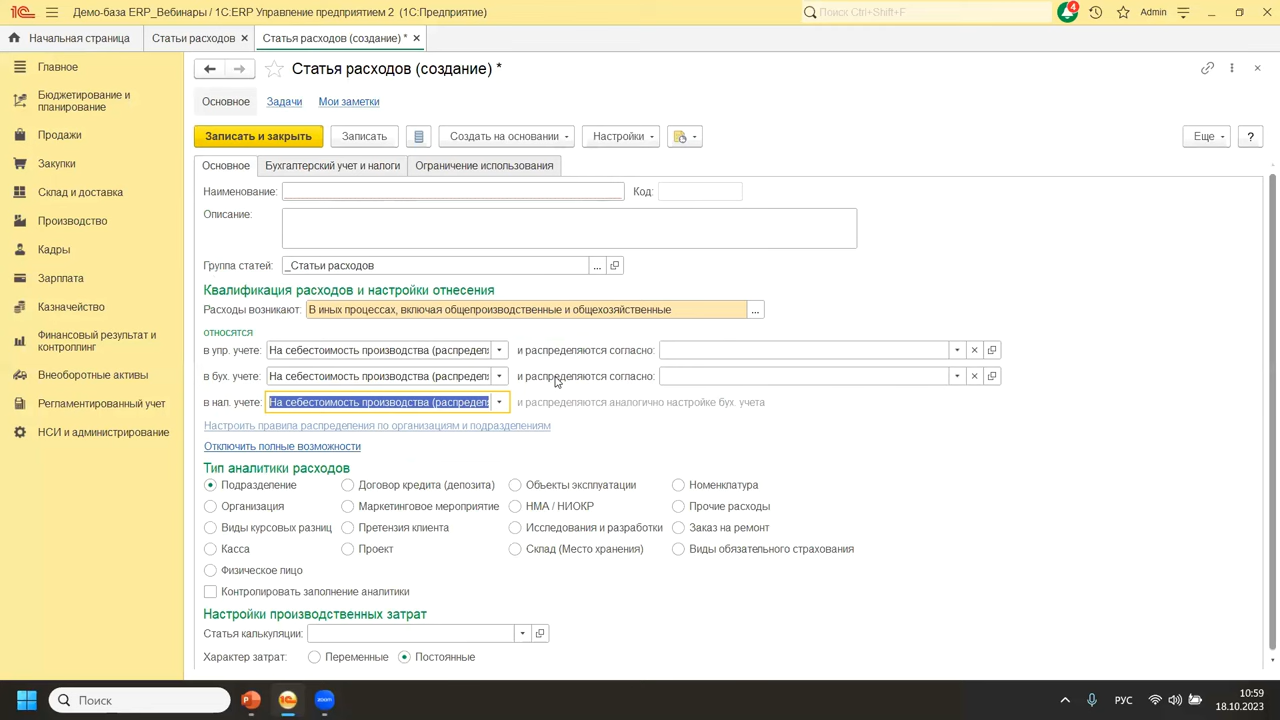 Демо-база ERP_Вебинары / 1С:ERP Управление предприятием 2 (1С:Предприятие)
Поиск Ctrl+Shift+F
4
Admin
Начальная страница
Статьи расходов
Статья расходов (создание) *
Главное
Бюджетирование и
планирование
Продажи
Закупки
Склад и доставка
Производство
Кадры
Зарплата
Казначейство
Финансовый результат и
контроллинг
Внеоборотные активы
Регламентированный учет
НСИ и администрирование
Статья расходов (создание) *
Основное Задачи Мои заметки
Записать и закрыть Записать Создать на основании Настройки Еще ?
Основное Бухгалтерский учет и налоги Ограничение использования
Наименование: Код:
Описание:
Группа статей: _Статьи расходов ...
Квалификация расходов и настройки отнесения
Расходы возникают: В иных процессах, включая общепроизводственные и общехозяйственные ...
относятся
в упр. учете: На себестоимость производства (распредел и распределяются согласно:
в бух. учете: На себестоимость производства (распредел и распределяются согласно:
в нал. учете: На себестоимость производства (распредел и распределяются аналогично настройке бух. учета
Настроить правила распределения по организациям и подразделениям
Отключить полные возможности
Тип аналитики расходов
Подразделение Договор кредита (депозита) Объекты эксплуатации Номенклатура
Организация Маркетинговое мероприятие НМА / НИОКР Прочие расходы
Виды курсовых разниц Претензия клиента Исследования и разработки Заказ на ремонт
Касса Проект Склад (Место хранения) Виды обязательного страхования
Физическое лицо
Контролировать заполнение аналитики
Настройки производственных затрат
Статья калькуляции:
Характер затрат: Переменные Постоянные
Поиск
zoom
РУС
10:59
18.10.2023